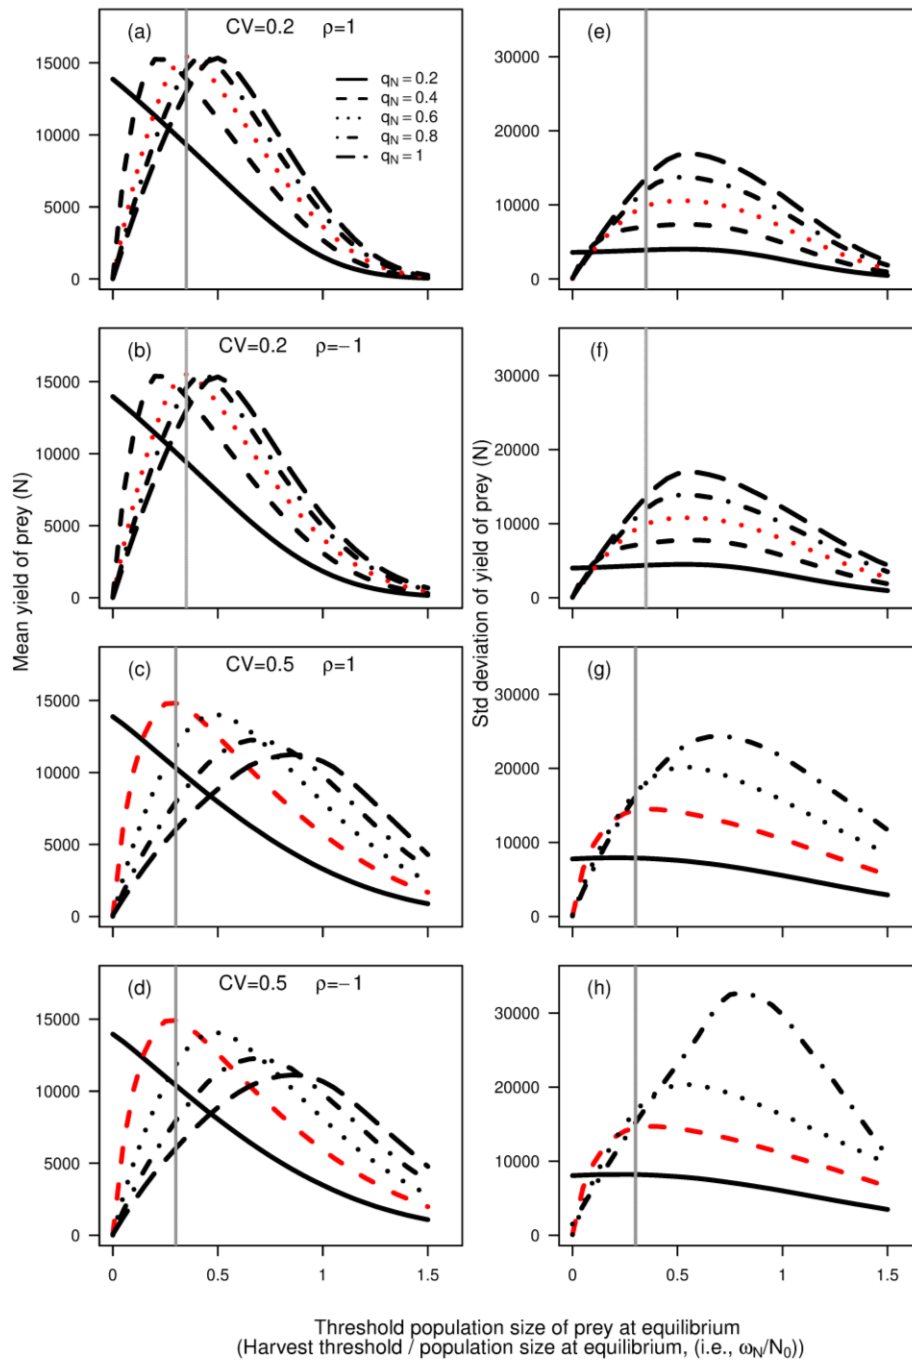 (a) CV=0.2 ρ=1
15000
10000
5000
0
q_N = 0.2
q_N = 0.4
q_N = 0.6
q_N = 0.8
q_N = 1
(e)
30000
20000
10000
0
(b) CV=0.2 ρ=−1
15000
10000
5000
0
(f)
30000
20000
10000
0
Mean yield of prey (N)
Std deviation of yield of prey (N)
(c) CV=0.5 ρ=1
15000
10000
5000
0
(g)
30000
20000
10000
0
(d) CV=0.5 ρ=−1
15000
10000
5000
0
(h)
30000
20000
10000
0
0 0.5 1 1.5
0 0.5 1 1.5
Threshold population size of prey at equilibrium
(Harvest threshold / population size at equilibrium, (i.e., ω_N/N_0))